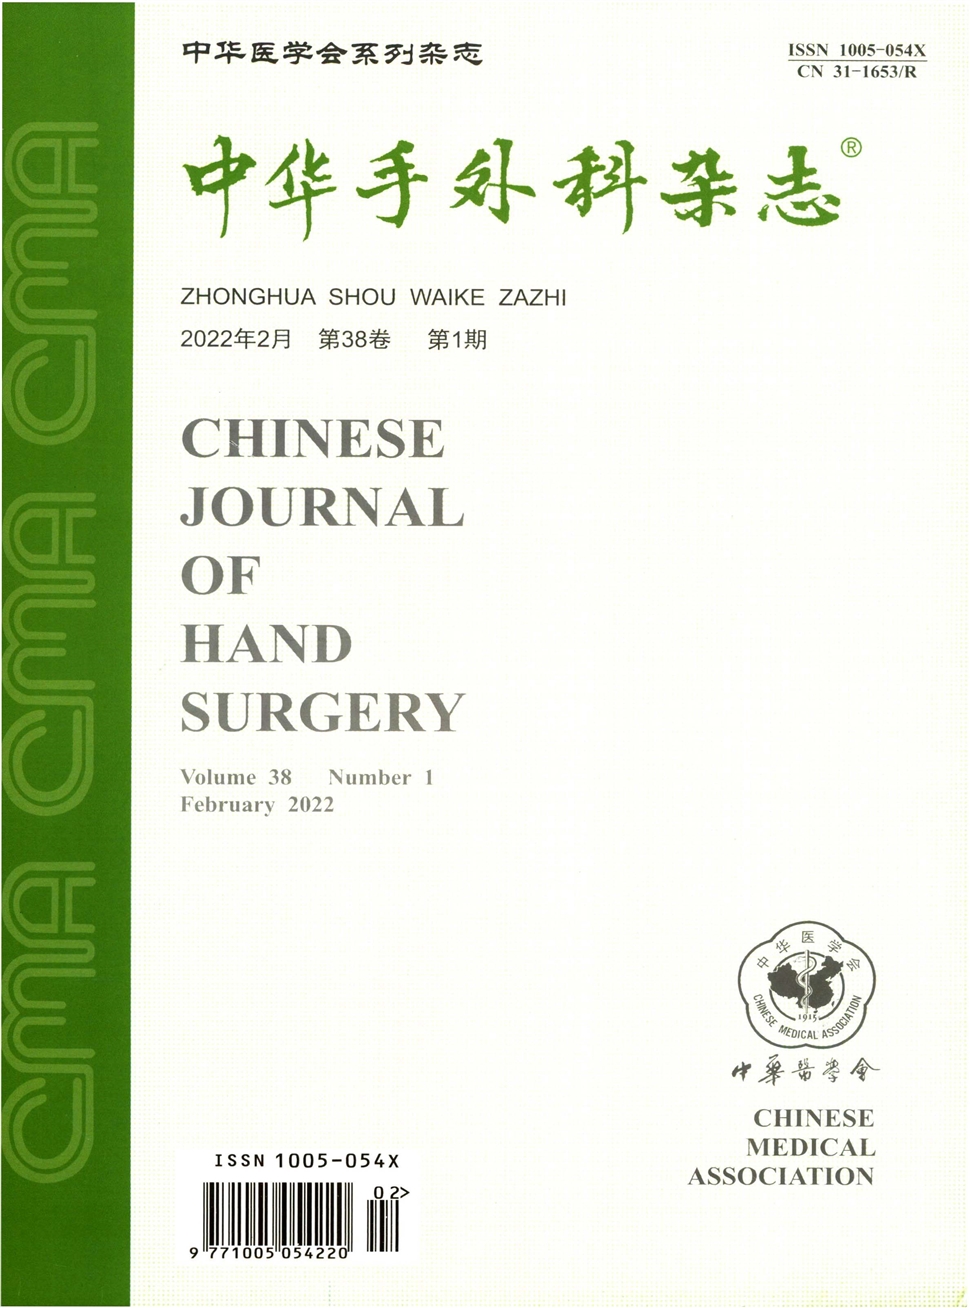 中华医学会系列杂志
ISSN 1005-054X
CN 31-1653/R
中华手外科杂志®
ZHONGHUA SHOU WAIKE ZAZHI
2022年2月 第38卷 第1期
CHINESE
JOURNAL
OF
HAND
SURGERY
Volume 38 Number 1
February 2022
CMA CMA CMA
中华医学会
1915
CHINESE MEDICAL ASSOCIATION
中華醫學會
CHINESE
MEDICAL
ASSOCIATION
ISSN 1005-054X
02>
9 771005 054220